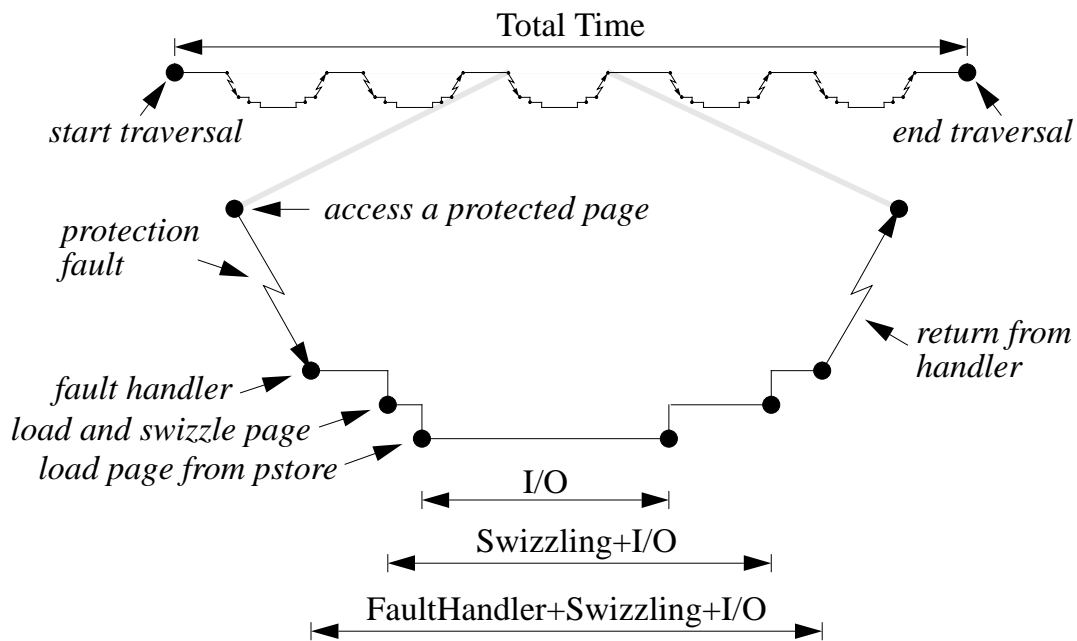 Total Time
start traversal
end traversal
access a protected page
protection
fault
return from
handler
fault handler
load and swizzle page
load page from pstore
I/O
Swizzling+I/O
FaultHandler+Swizzling+I/O